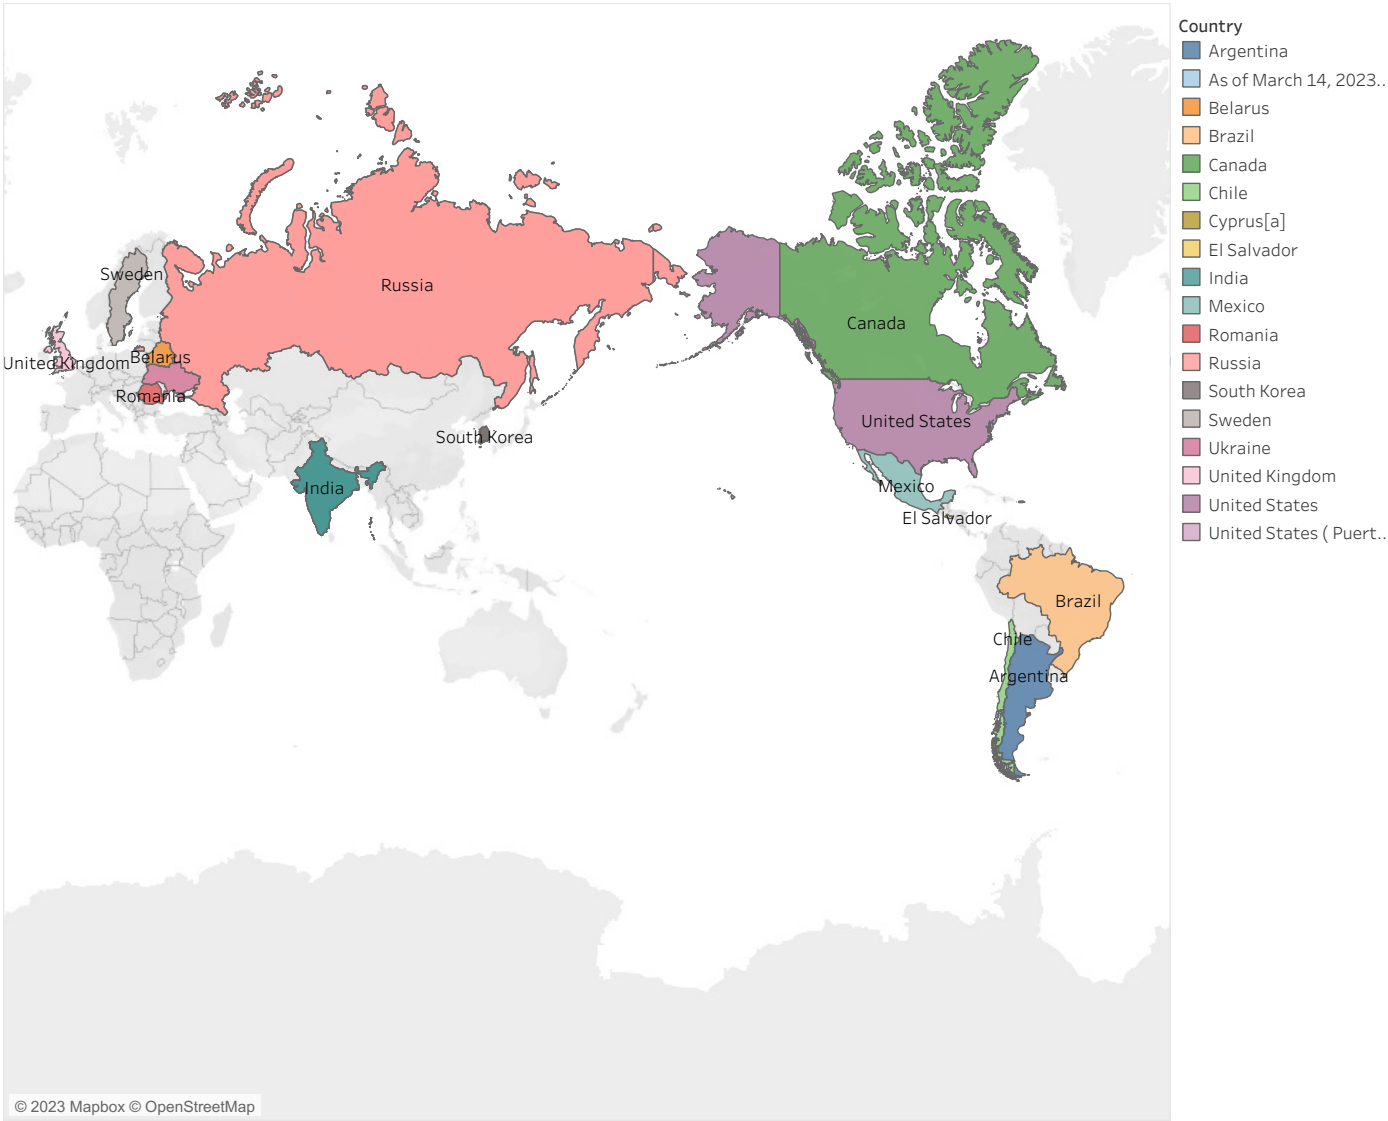 Country
Argentina
As of March 14, 2023..
Belarus
Brazil
Canada
Chile
Cyprus[a]
El Salvador
India
Mexico
Romania
Russia
South Korea
Sweden
Ukraine
United Kingdom
United States
United States ( Puert..
Sweden
Russia
Canada
United Kingdom
Belarus
Romania
United States
South Korea
India
Mexico
El Salvador
Brazil
Chile
Argentina
© 2023 Mapbox © OpenStreetMap